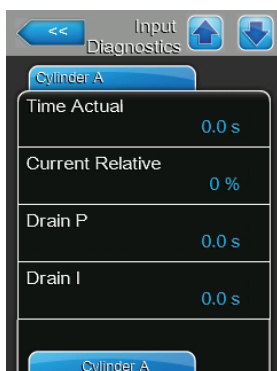 << Input
Diagnostics
Cylinder A
Time Actual
0.0 s
Current Relative
0 %
Drain P
0.0 s
Drain I
0.0 s
Cylinder A